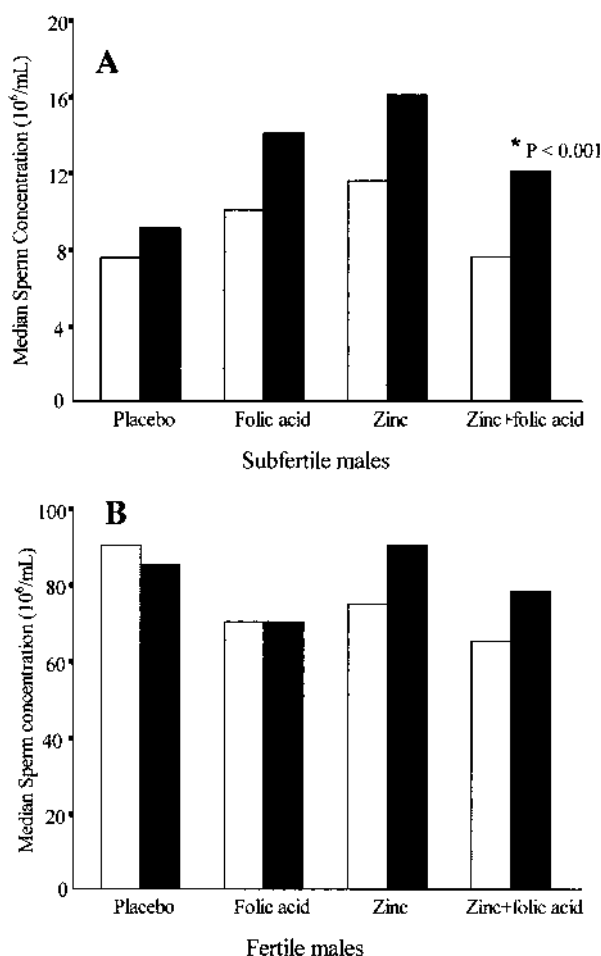 20
A
16
* P < 0.001
12
8
4
0
Median Sperm Concentration (10⁶/mL)
Placebo Folic acid Zinc Zinc+folic acid
Subfertile males
100
B
80
60
40
20
0
Median Sperm concentration (10⁶/mL)
Placebo Folic acid Zinc Zinc+folic acid
Fertile males